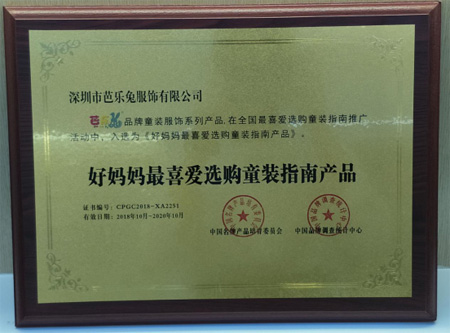 深圳市芭乐兔服饰有限公司
芭乐兔品牌童装服饰系列产品,在全国最喜爱选购童装指南推广
活动中,入选为《好妈妈最喜爱选购童装指南产品》。
好妈妈最喜爱选购童装指南产品
证书编号:CPGC2018-XA2251
有效日期:2018年10月-2020年10月
中国名牌产品培育委员会
中国品牌调查统计中心